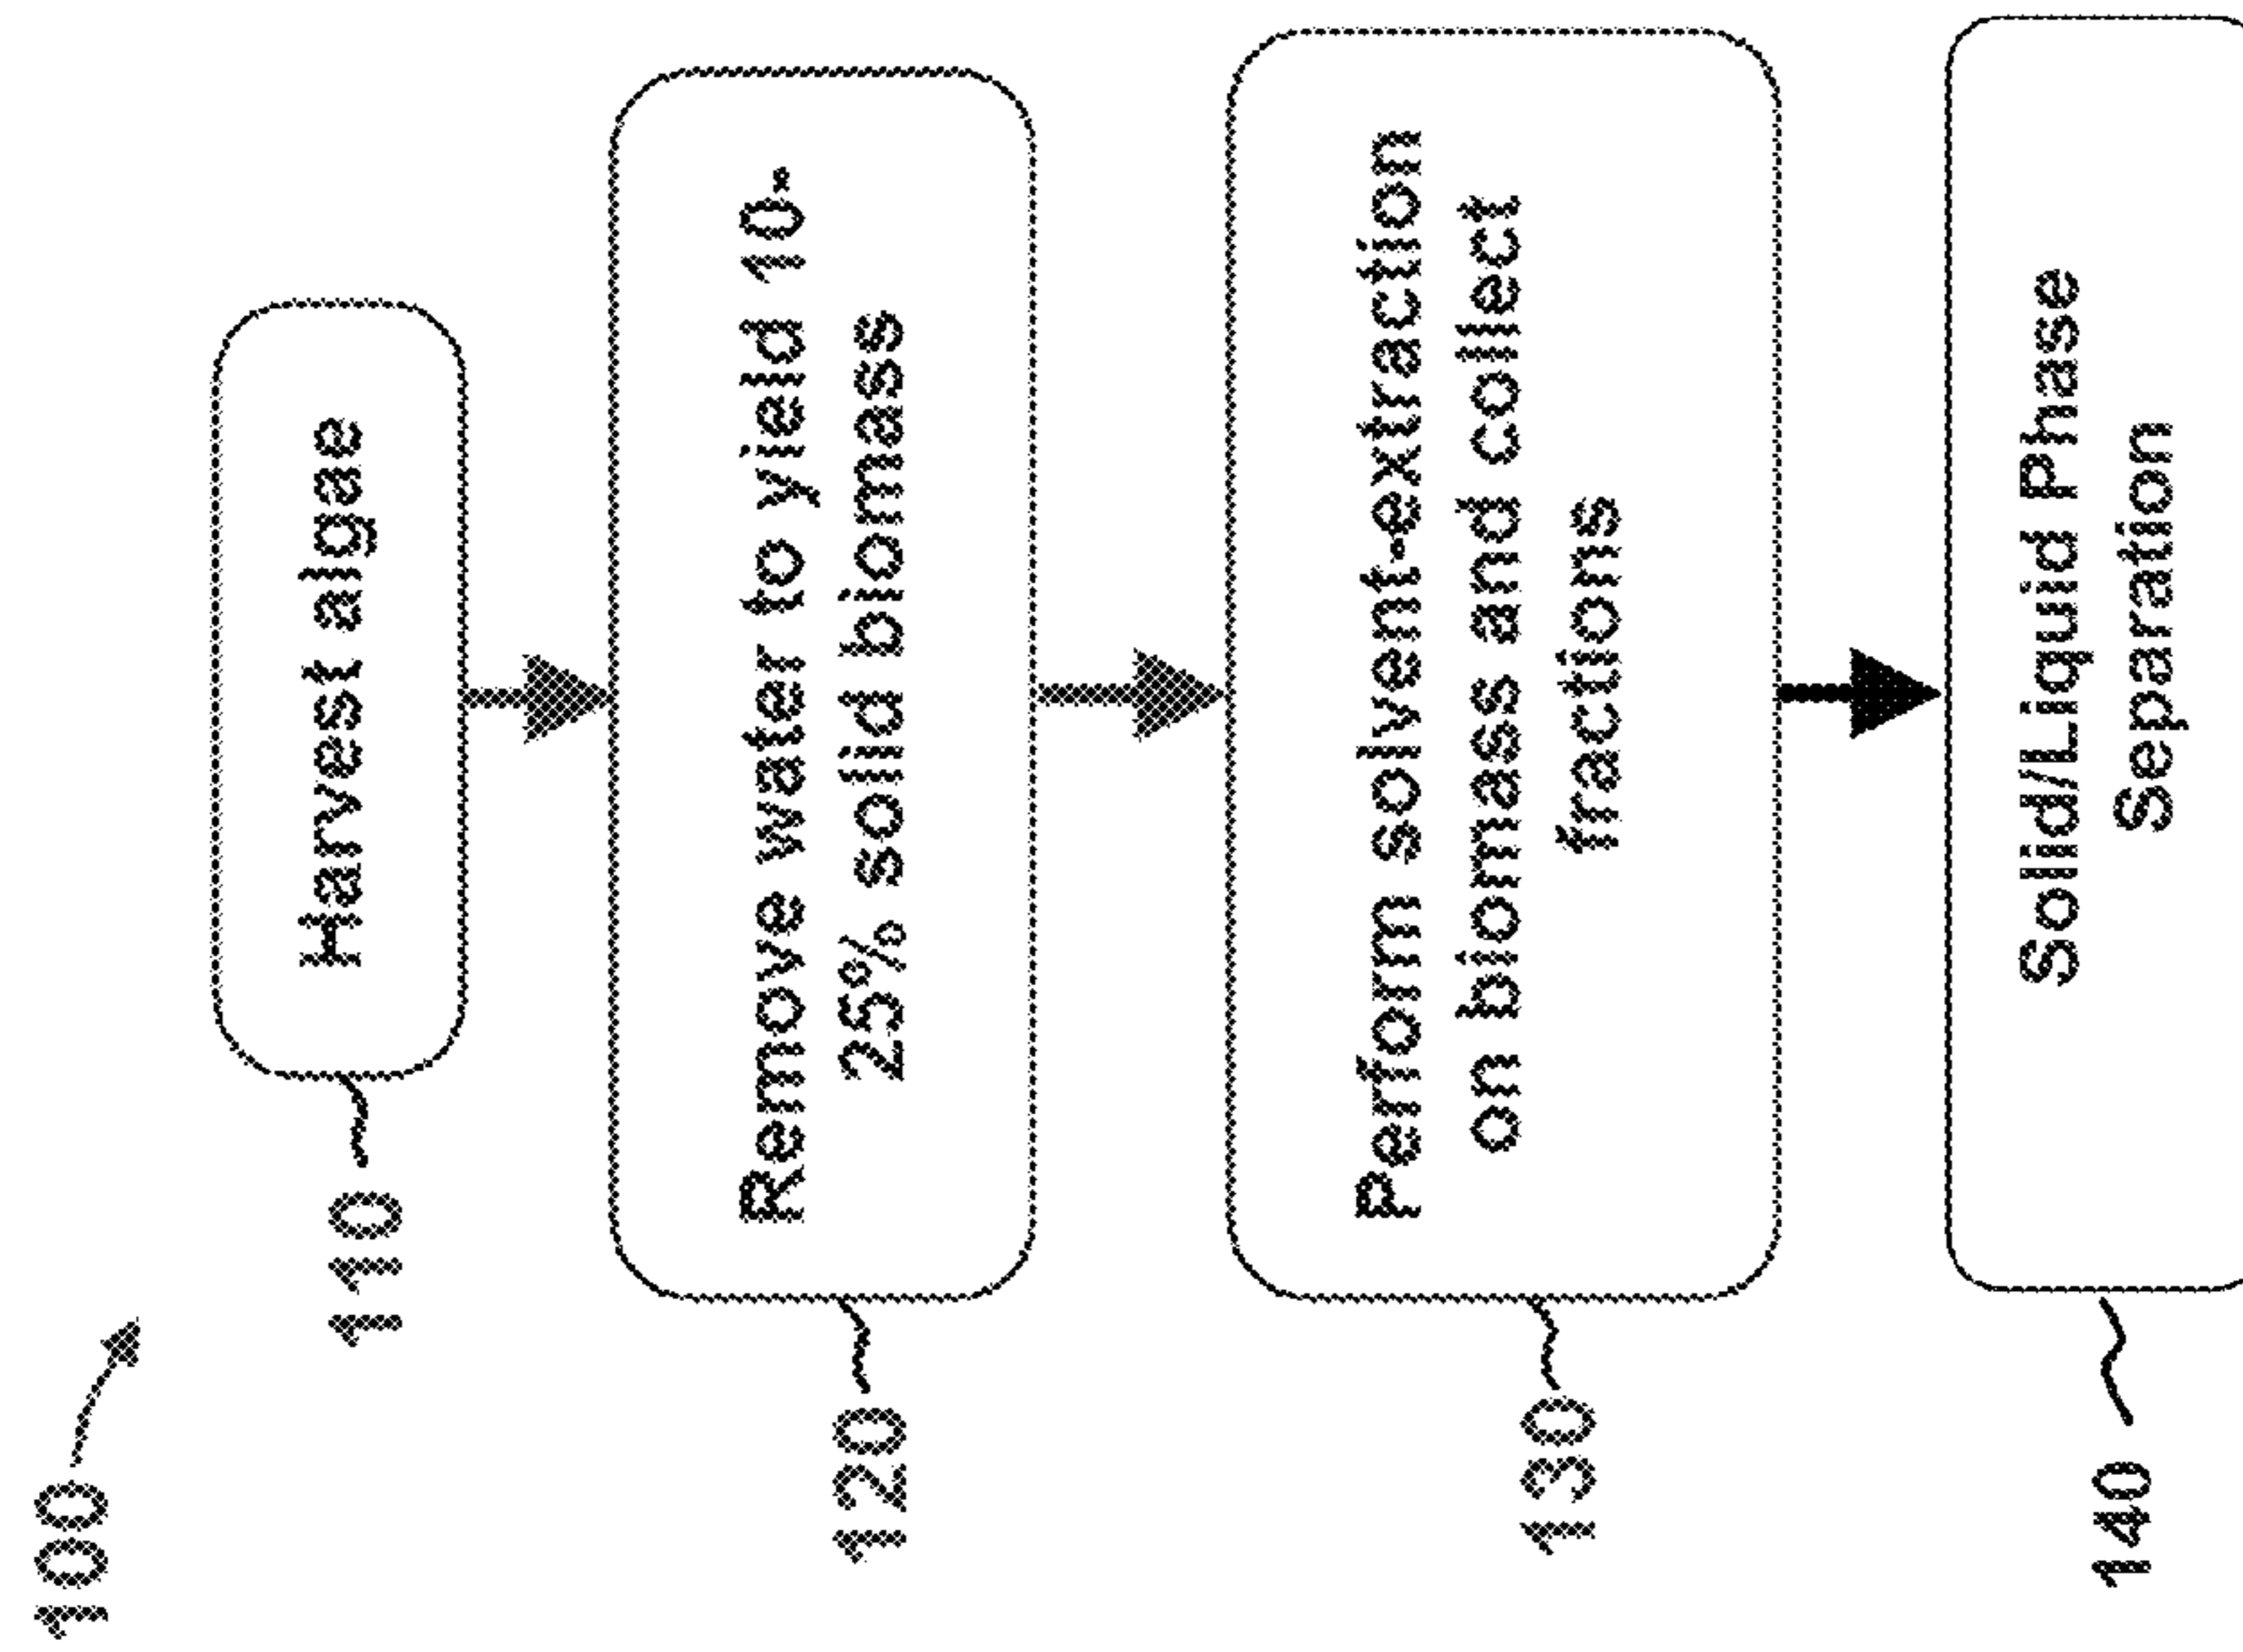 100
110
Harvest algae
120
Remove water to yield 10-
25% solid biomass
130
Perform solvent-extraction
on biomass and collect
fractions
140
Solid/Liquid Phase
Separation